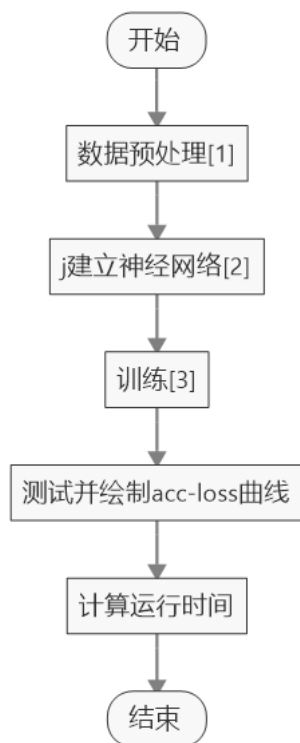 开始
数据预处理[1]
j建立神经网络[2]
训练[3]
测试并绘制acc-loss曲线
计算运行时间
结束